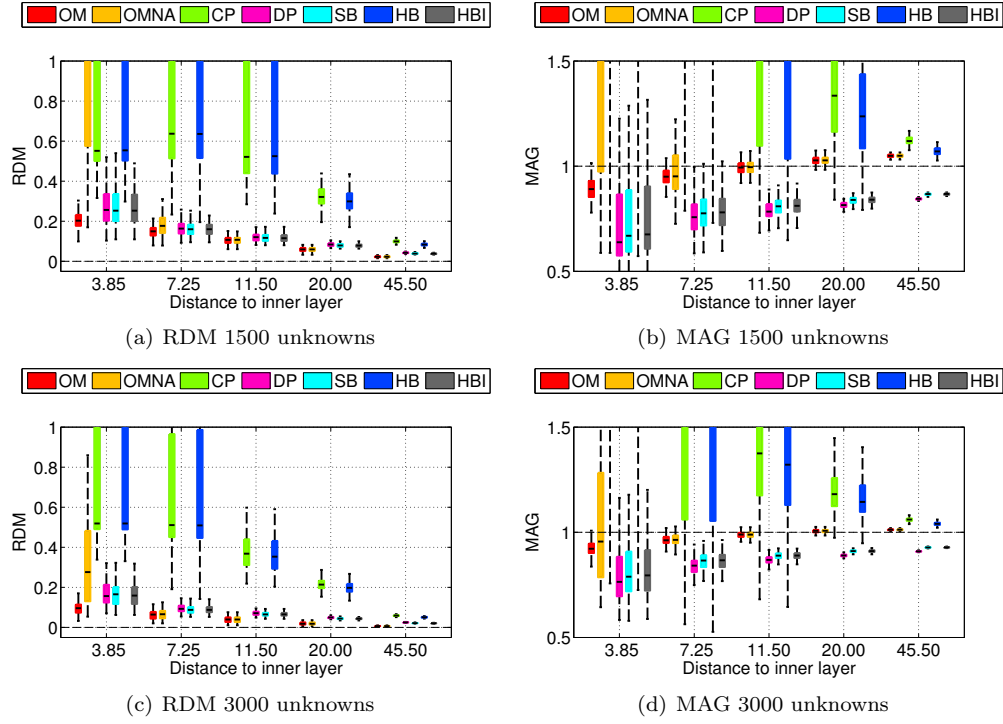 OM OMNA CP DP SB HB HBI
OM OMNA CP DP SB HB HBI
1
0.8
0.6
0.4
0.2
0
RDM
3.85 7.25 11.50 20.00 45.50
Distance to inner layer
(a) RDM 1500 unknowns
1.5
1
0.5
MAG
3.85 7.25 11.50 20.00 45.50
Distance to inner layer
(b) MAG 1500 unknowns
OM OMNA CP DP SB HB HBI
OM OMNA CP DP SB HB HBI
1
0.8
0.6
0.4
0.2
0
RDM
3.85 7.25 11.50 20.00 45.50
Distance to inner layer
(c) RDM 3000 unknowns
1.5
1
0.5
MAG
3.85 7.25 11.50 20.00 45.50
Distance to inner layer
(d) MAG 3000 unknowns